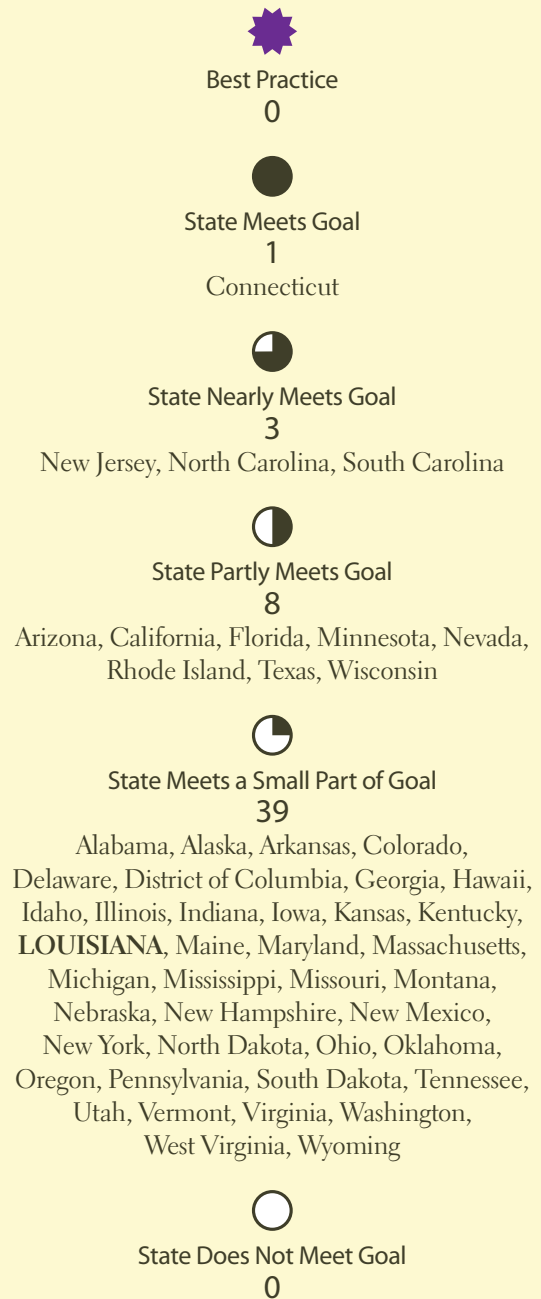 Best Practice
0
State Meets Goal
1
Connecticut
State Nearly Meets Goal
3
New Jersey, North Carolina, South Carolina
State Partly Meets Goal
8
Arizona, California, Florida, Minnesota, Nevada,
Rhode Island, Texas, Wisconsin
State Meets a Small Part of Goal
39
Alabama, Alaska, Arkansas, Colorado,
Delaware, District of Columbia, Georgia, Hawaii,
Idaho, Illinois, Indiana, Iowa, Kansas, Kentucky,
LOUISIANA, Maine, Maryland, Massachusetts,
Michigan, Mississippi, Missouri, Montana,
Nebraska, New Hampshire, New Mexico,
New York, North Dakota, Ohio, Oklahoma,
Oregon, Pennsylvania, South Dakota, Tennessee,
Utah, Vermont, Virginia, Washington,
West Virginia, Wyoming
State Does Not Meet Goal
0